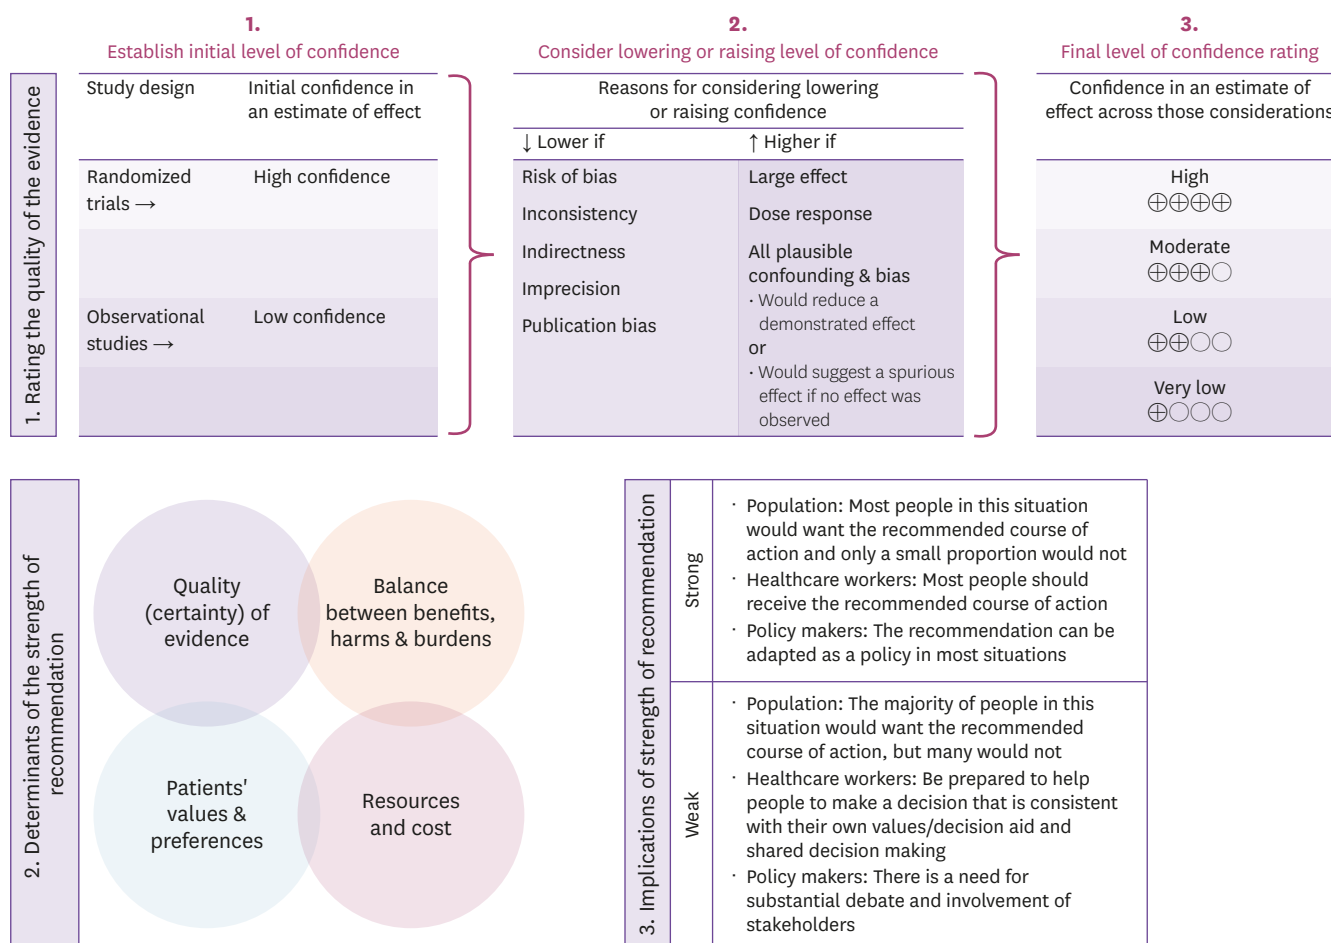 1.
Establish initial level of confidence
2.
Consider lowering or raising level of confidence
3.
Final level of confidence rating
1. Rating the quality of the evidence
Study design
Initial confidence in
an estimate of effect
Randomized
trials →
High confidence
Observational
studies →
Low confidence
Reasons for considering lowering
or raising confidence
↓ Lower if
↑ Higher if
Risk of bias
Inconsistency
Indirectness
Imprecision
Publication bias
Large effect
Dose response
All plausible
confounding & bias
· Would reduce a
demonstrated effect
or
· Would suggest a spurious
effect if no effect was
observed
Confidence in an estimate of
effect across those considerations
High
⊕⊕⊕⊕
Moderate
⊕⊕⊕○
Low
⊕⊕○○
Very low
⊕○○○
2. Determinants of the strength of
recommendation
Quality
(certainty) of
evidence
Balance
between benefits,
harms & burdens
Patients'
values &
preferences
Resources
and cost
3. Implications of strength of recommendation
Strong
· Population: Most people in this situation
would want the recommended course of
action and only a small proportion would not
· Healthcare workers: Most people should
receive the recommended course of action
· Policy makers: The recommendation can be
adapted as a policy in most situations
Weak
· Population: The majority of people in this
situation would want the recommended
course of action, but many would not
· Healthcare workers: Be prepared to help
people to make a decision that is consistent
with their own values/decision aid and
shared decision making
· Policy makers: There is a need for
substantial debate and involvement of
stakeholders